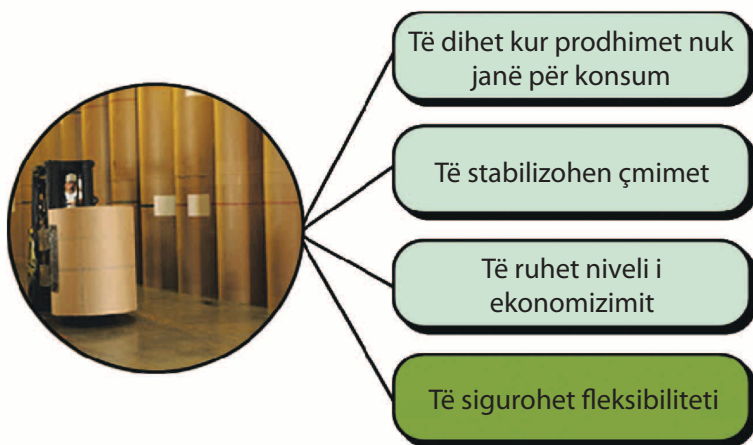 Të dihet kur prodhimet nuk
janë për konsum
Të stabilizohen çmimet
Të ruhet niveli i
ekonomizimit
Të sigurohet fleksibiliteti